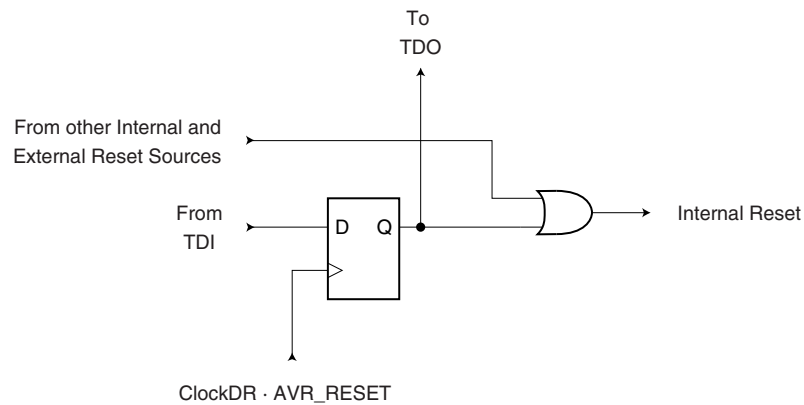 To
TDO
From other Internal and
External Reset Sources
From
TDI
D Q
Internal Reset
ClockDR · AVR_RESET